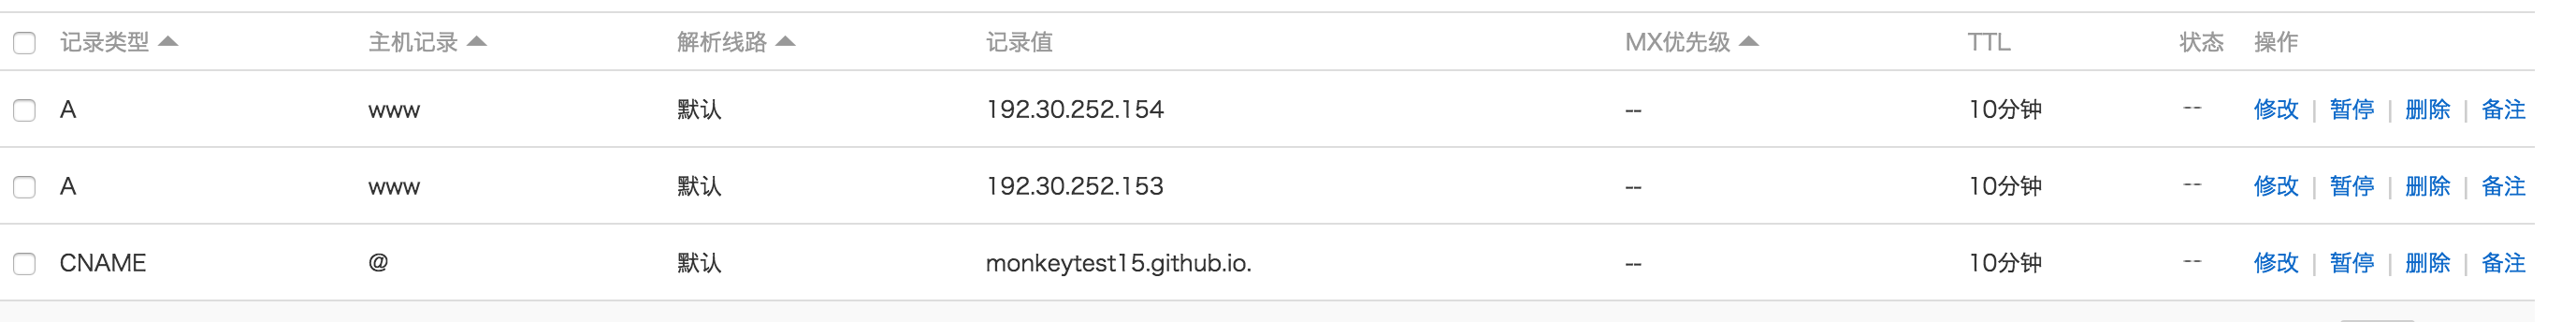 记录类型 主机记录 解析线路 记录值 MX优先级 TTL 状态 操作
A www 默认 192.30.252.154 -- 10分钟 -- 修改 | 暂停 | 删除 | 备注
A www 默认 192.30.252.153 -- 10分钟 -- 修改 | 暂停 | 删除 | 备注
CNAME @ 默认 monkeytest15.github.io. -- 10分钟 -- 修改 | 暂停 | 删除 | 备注